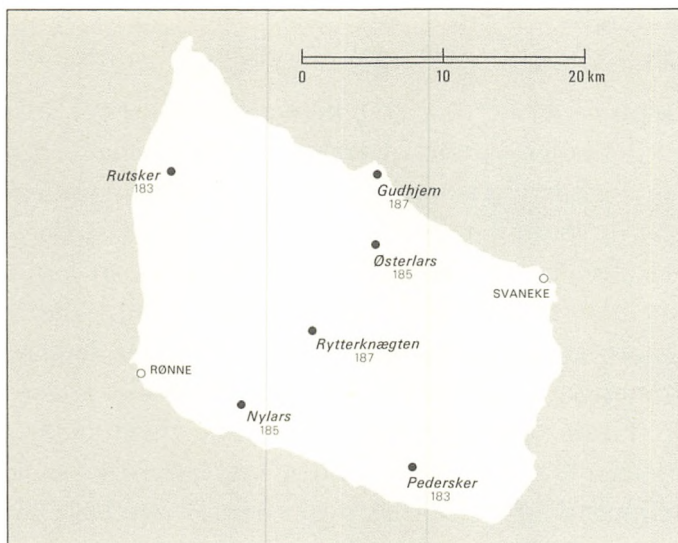 0 10 20 km
Rutsker
183
Gudhjem
187
Østerlars
185
SVANEKE
Rytterknægten
187
RØNNE
Nylars
185
Pedersker
183